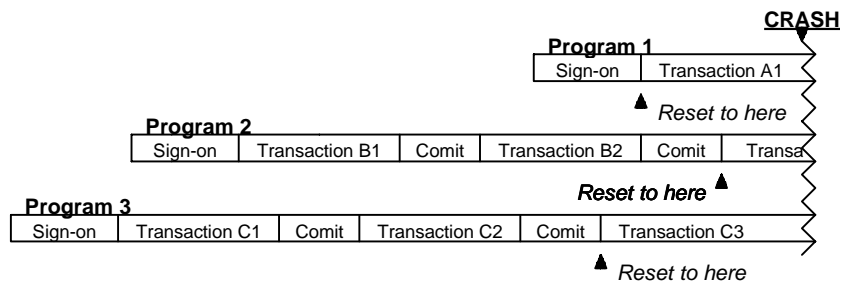 CRASH
Program 1
Sign-on Transaction A1
Reset to here
Program 2
Sign-on Transaction B1 Comit Transaction B2 Comit Transa
Reset to here
Program 3
Sign-on Transaction C1 Comit Transaction C2 Comit Transaction C3
Reset to here